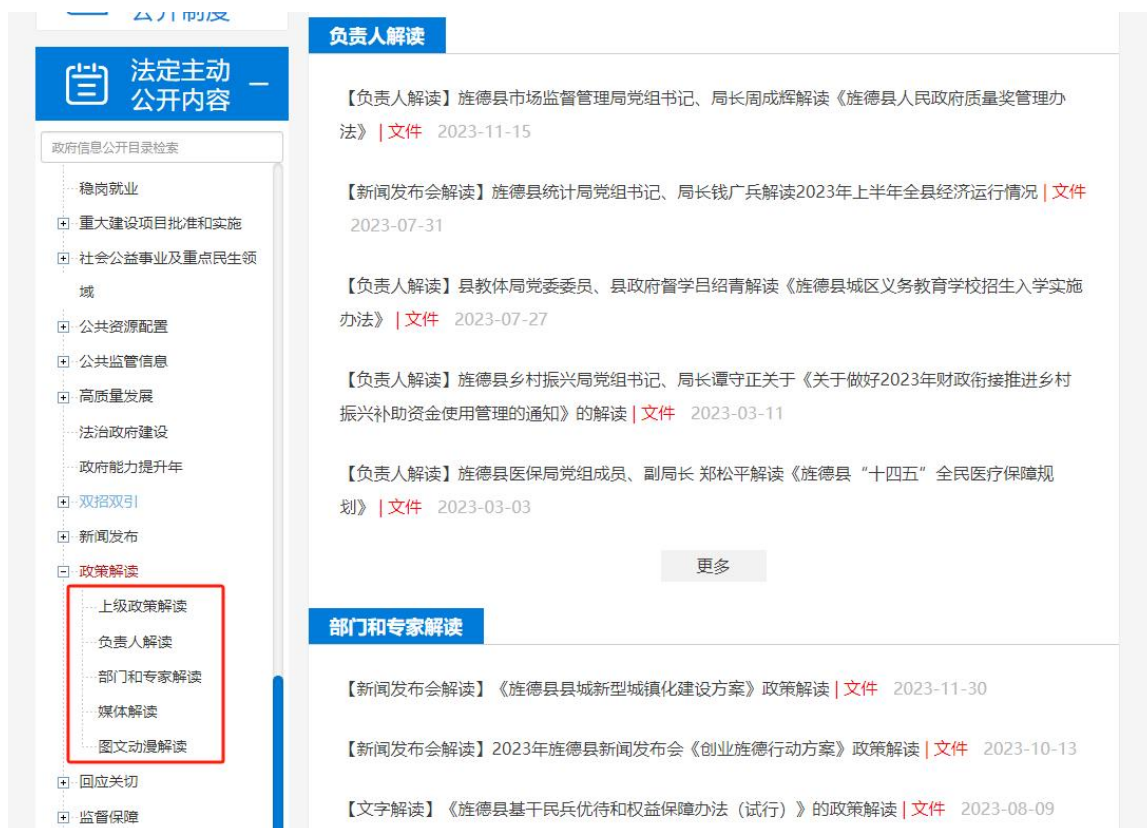 公开制度
法定主动
公开内容
政府信息公开目录检索
稳岗就业
重大建设项目批准和实施
社会公益事业及重点民生领
域
公共资源配置
公共监管信息
高质量发展
法治政府建设
政府能力提升年
双招双引
新闻发布
政策解读
上级政策解读
负责人解读
部门和专家解读
媒体解读
图文动漫解读
回应关切
监督保障
负责人解读
【负责人解读】旌德县市场监督管理局党组书记、局长周成辉解读《旌德县人民政府质量奖管理办
法》 | 文件 2023-11-15
【新闻发布会解读】旌德县统计局党组书记、局长钱广兵解读2023年上半年全县经济运行情况 | 文件
2023-07-31
【负责人解读】县教体局党委委员、县政府督学吕绍青解读《旌德县城区义务教育学校招生入学实施
办法》 | 文件 2023-07-27
【负责人解读】旌德县乡村振兴局党组书记、局长谭守正关于《关于做好2023年财政衔接推进乡村
振兴补助资金使用管理的通知》的解读 | 文件 2023-03-11
【负责人解读】旌德县医保局党组成员、副局长 郑松平解读《旌德县“十四五”全民医疗保障规
划》 | 文件 2023-03-03
更多
部门和专家解读
【新闻发布会解读】《旌德县县城新型城镇化建设方案》政策解读 | 文件 2023-11-30
【新闻发布会解读】2023年旌德县新闻发布会《创业旌德行动方案》政策解读 | 文件 2023-10-13
【文字解读】《旌德县基干民兵优待和权益保障办法（试行）》的政策解读 | 文件 2023-08-09